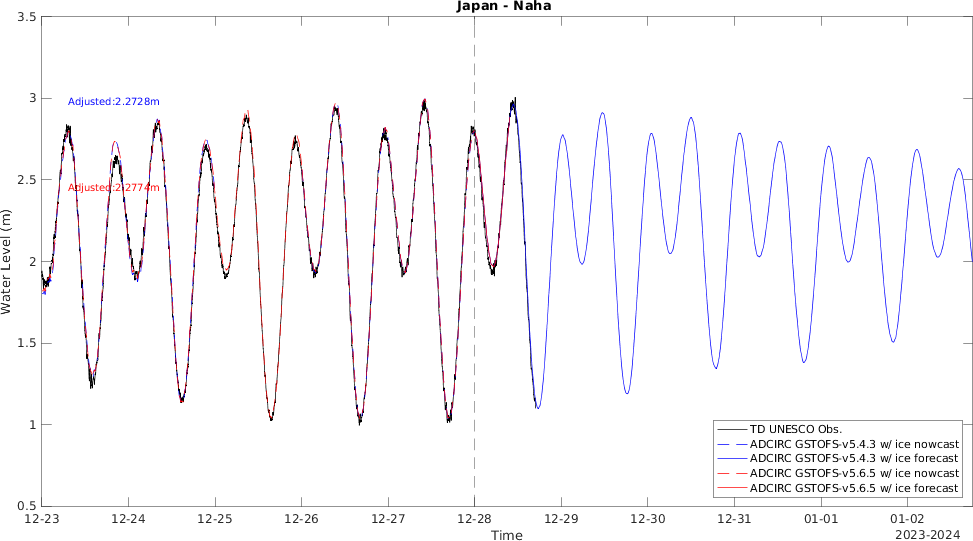 Japan - Naha
3.5
3
2.5
2
1.5
1
0.5
Water Level (m)
Adjusted:2.2728m
Adjusted:2.2774m
TD UNESCO Obs.
ADCIRC GSTOFS-v5.4.3 w/ ice nowcast
ADCIRC GSTOFS-v5.4.3 w/ ice forecast
ADCIRC GSTOFS-v5.6.5 w/ ice nowcast
ADCIRC GSTOFS-v5.6.5 w/ ice forecast
12-23 12-24 12-25 12-26 12-27 12-28 12-29 12-30 12-31 01-01 01-02
Time
2023-2024